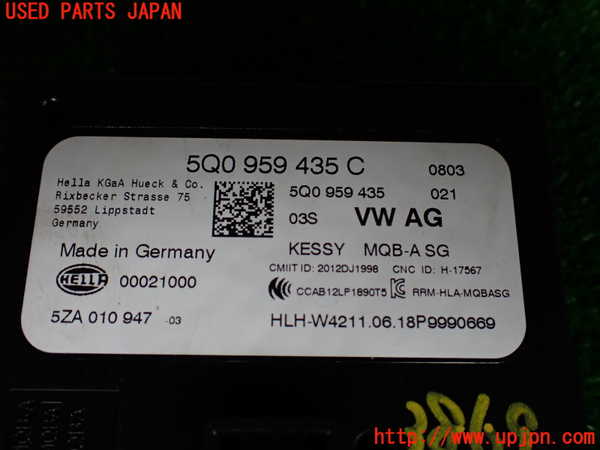 USED PARTS JAPAN
5Q0 959 435 C 0803
Hella KGaA Hueck & Co.
Rixbecker Strasse 75
59552 Lippstadt
Germany
5Q0 959 435 021
03S VW AG
Made in Germany
KESSY MQB-A SG
CMIIT ID: 2012DJ1998 CNC ID: H-17567
HELLA 00021000
CCAB12LP1890T5 RRM-HLA-MQBASG
5ZA 010 947 -03
HLH-W4211.06.18P9990669
http://www.upjpn.com/